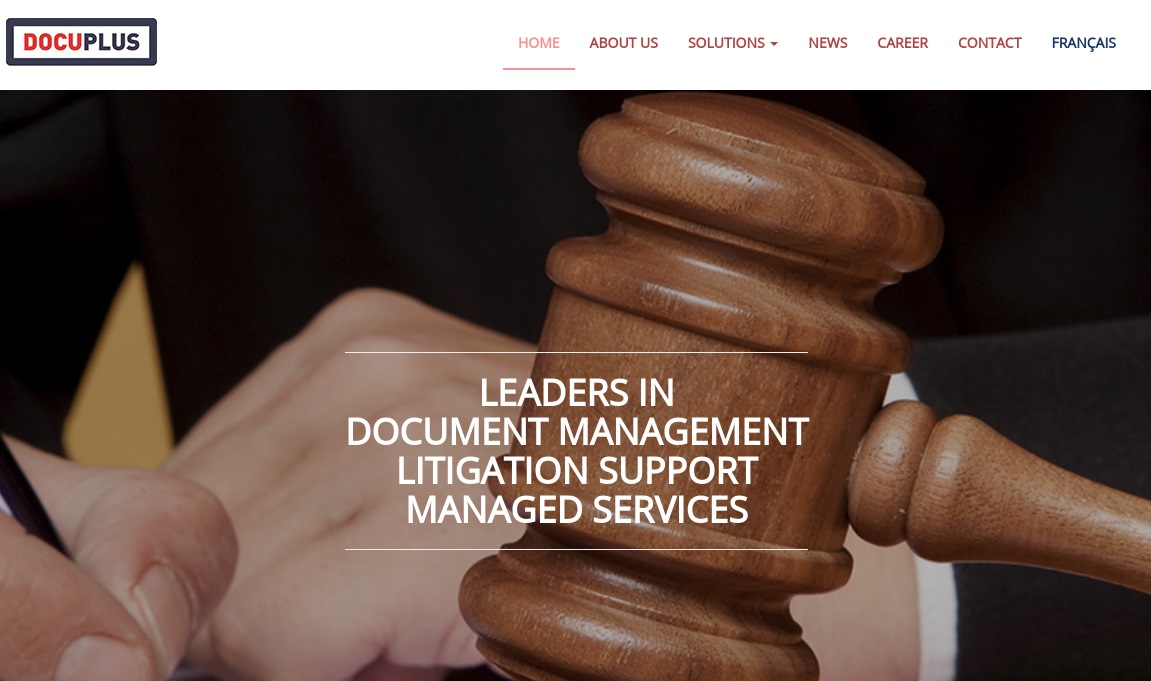 DOCUPLUS
HOME ABOUT US SOLUTIONS NEWS CAREER CONTACT FRANÇAIS
LEADERS IN
DOCUMENT MANAGEMENT
LITIGATION SUPPORT
MANAGED SERVICES